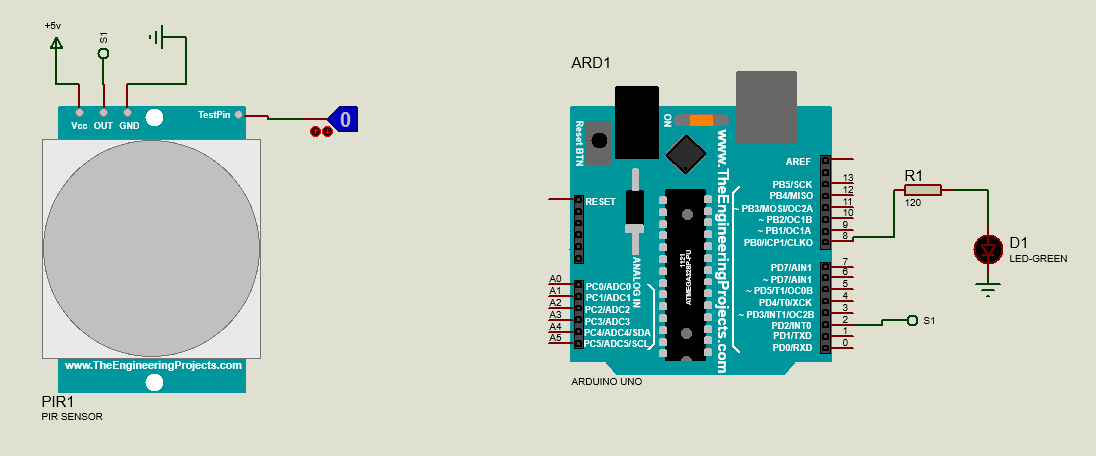 +5v
S1
Vcc OUT GND
TestPin
0
www.TheEngineeringProjects.com
PIR1
PIR SENSOR
ARD1
Reset BTN
ON
www.TheEngineeringProjects.com
1121
ATMEGA328P-PU
ANALOG IN
RESET
A0 PC0/ADC0
A1 PC1/ADC1
A2 PC2/ADC2
A3 PC3/ADC3
A4 PC4/ADC4/SDA
A5 PC5/ADC5/SCL
AREF
PB5/SCK 13
PB4/MISO 12
~ PB3/MOSI/OC2A 11
~ PB2/OC1B 10
~ PB1/OC1A 9
PB0/ICP1/CLKO 8
PD7/AIN1 7
~ PD7/AIN1 6
~ PD5/T1/OC0B 5
PD4/T0/XCK 4
~ PD3/INT1/OC2B 3
PD2/INT0 2
PD1/TXD 1
PD0/RXD 0
ARDUINO UNO
R1
120
D1
LED-GREEN
S1